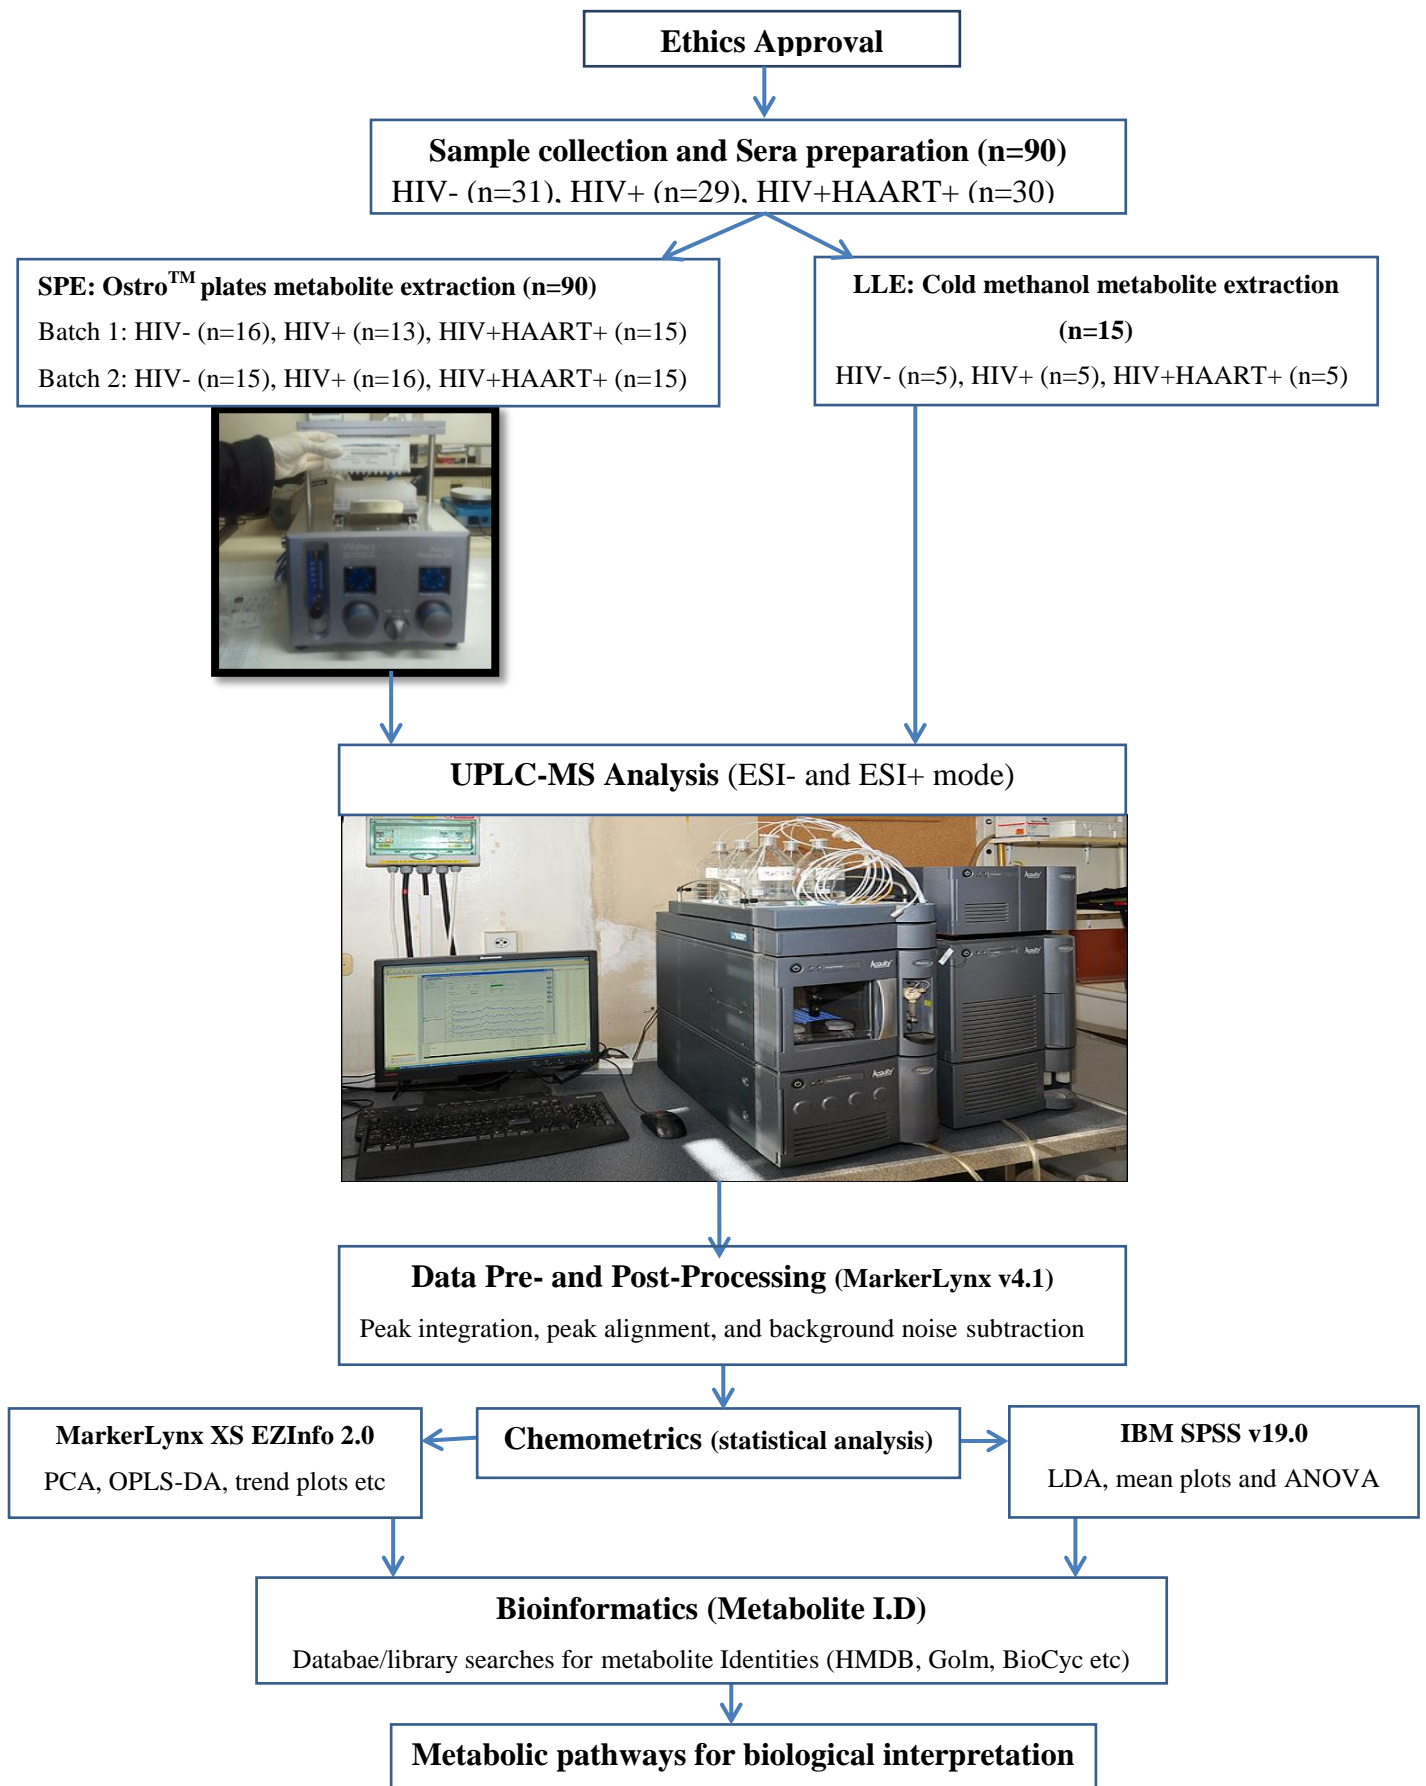 Ethics Approval
Sample collection and Sera preparation (n=90)
HIV- (n=31), HIV+ (n=29), HIV+HAART+ (n=30)
SPE: Ostro™ plates metabolite extraction (n=90)
Batch 1: HIV- (n=16), HIV+ (n=13), HIV+HAART+ (n=15)
Batch 2: HIV- (n=15), HIV+ (n=16), HIV+HAART+ (n=15)
LLE: Cold methanol metabolite extraction
(n=15)
HIV- (n=5), HIV+ (n=5), HIV+HAART+ (n=5)
Waters
UPLC-MS Analysis (ESI- and ESI+ mode)
Acquity
Acquity
Acquity
Acquity
Data Pre- and Post-Processing (MarkerLynx v4.1)
Peak integration, peak alignment, and background noise subtraction
MarkerLynx XS EZInfo 2.0
PCA, OPLS-DA, trend plots etc
Chemometrics (statistical analysis)
IBM SPSS v19.0
LDA, mean plots and ANOVA
Bioinformatics (Metabolite I.D)
Databae/library searches for metabolite Identities (HMDB, Golm, BioCyc etc)
Metabolic pathways for biological interpretation